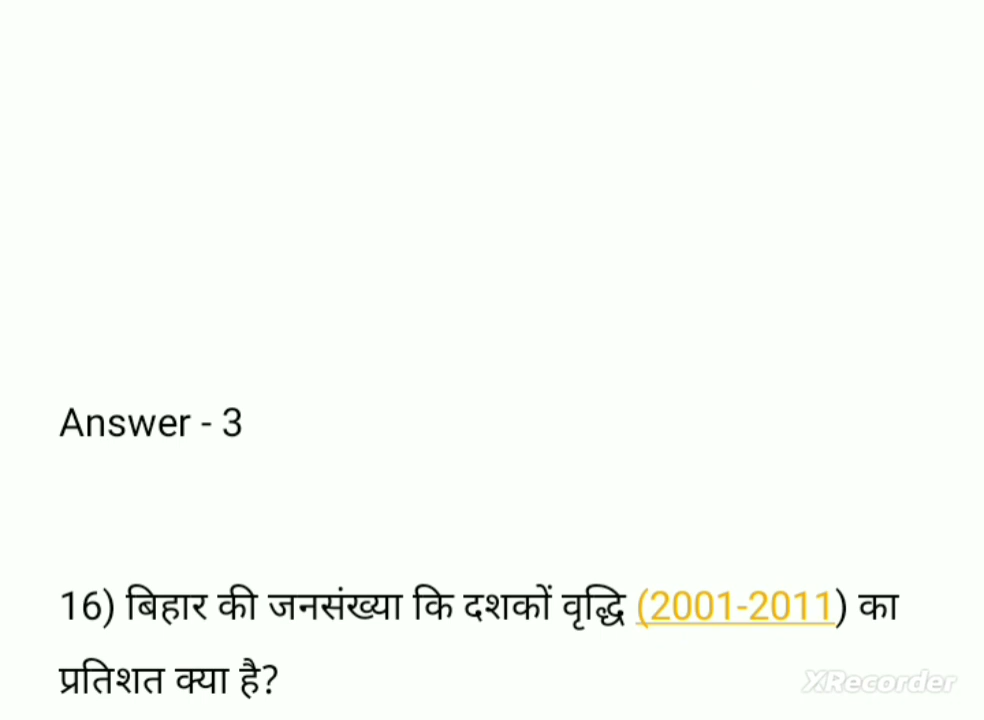 Answer - 3
16) बिहार की जनसंख्या कि दशकों वृद्धि (2001-2011) का
प्रतिशत क्या है?
XRecorder